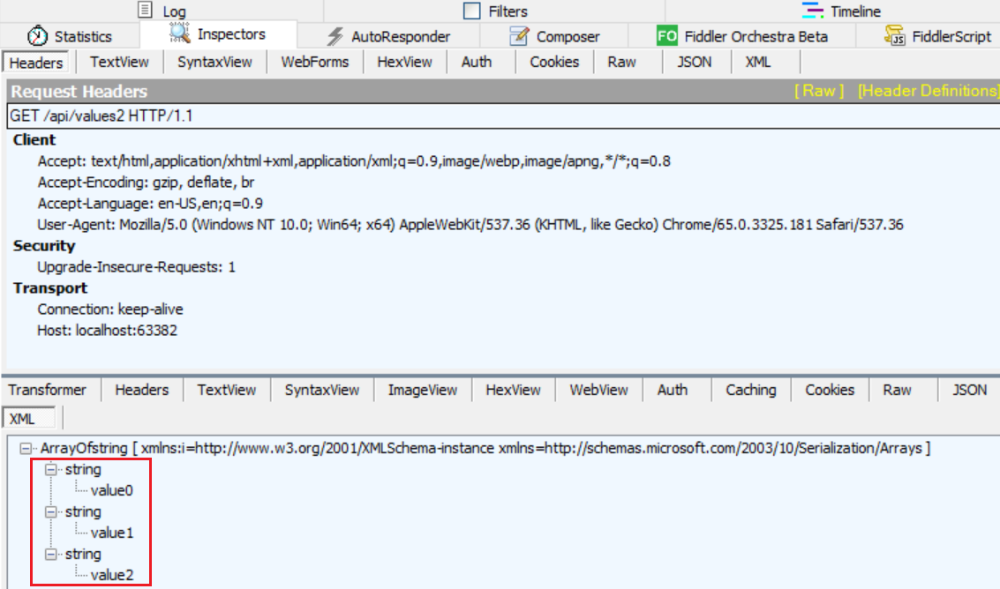 Log Filters Timeline
Statistics Inspectors AutoResponder Composer FO Fiddler Orchestra Beta JS FiddlerScript
Headers TextView SyntaxView WebForms HexView Auth Cookies Raw JSON XML
Request Headers [ Raw ] [Header Definitions]
GET /api/values2 HTTP/1.1
Client
Accept: text/html,application/xhtml+xml,application/xml;q=0.9,image/webp,image/apng,*/*;q=0.8
Accept-Encoding: gzip, deflate, br
Accept-Language: en-US,en;q=0.9
User-Agent: Mozilla/5.0 (Windows NT 10.0; Win64; x64) AppleWebKit/537.36 (KHTML, like Gecko) Chrome/65.0.3325.181 Safari/537.36
Security
Upgrade-Insecure-Requests: 1
Transport
Connection: keep-alive
Host: localhost:63382
Transformer Headers TextView SyntaxView ImageView HexView WebView Auth Caching Cookies Raw JSON
XML
ArrayOfstring [ xmlns:i=http://www.w3.org/2001/XMLSchema-instance xmlns=http://schemas.microsoft.com/2003/10/Serialization/Arrays ]
string
value0
string
value1
string
value2